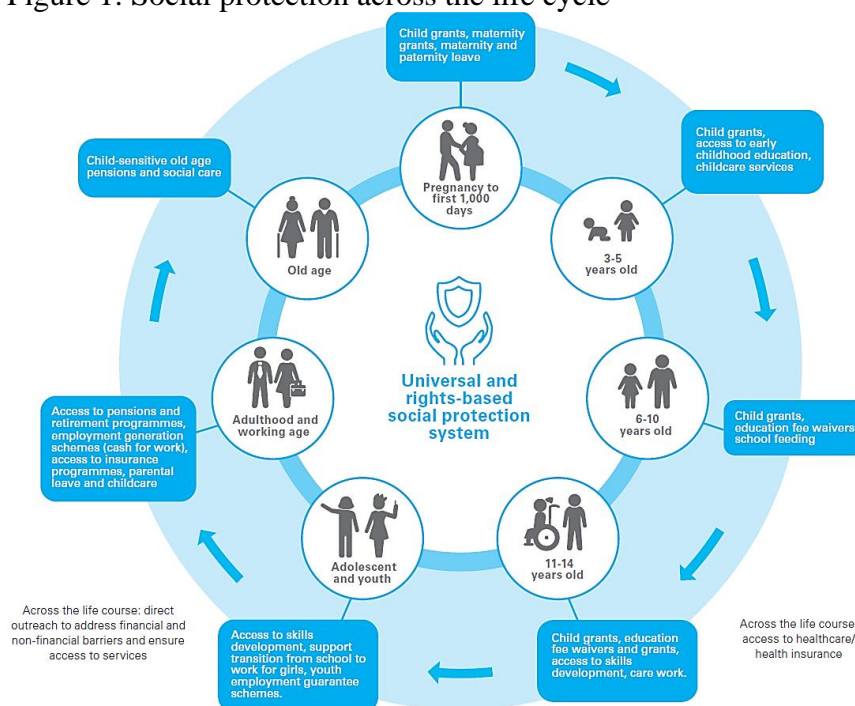 Figure 1: Social protection across the life cycle
Child grants, maternity
grants, maternity and
paternity leave
Pregnancy to
first 1,000
days
Child grants,
access to early
childhood education,
childcare services
3-5
years old
Child grants,
education fee waivers
school feeding
6-10
years old
Child grants, education
fee waivers and grants,
access to skills
development, care work.
11-14
years old
Access to skills
development, support
transition from school to
work for girls, youth
employment guarantee
schemes.
Adolescent
and youth
Access to pensions and
retirement programmes,
employment generation
schemes (cash for work),
access to insurance
programmes, parental
leave and childcare
Adulthood and
working age
Child-sensitive old age
pensions and social care
Old age
Universal and
rights-based
social protection
system
Across the life course: direct
outreach to address financial and
non-financial barriers and ensure
access to services
Across the life course
access to healthcare/
health insurance